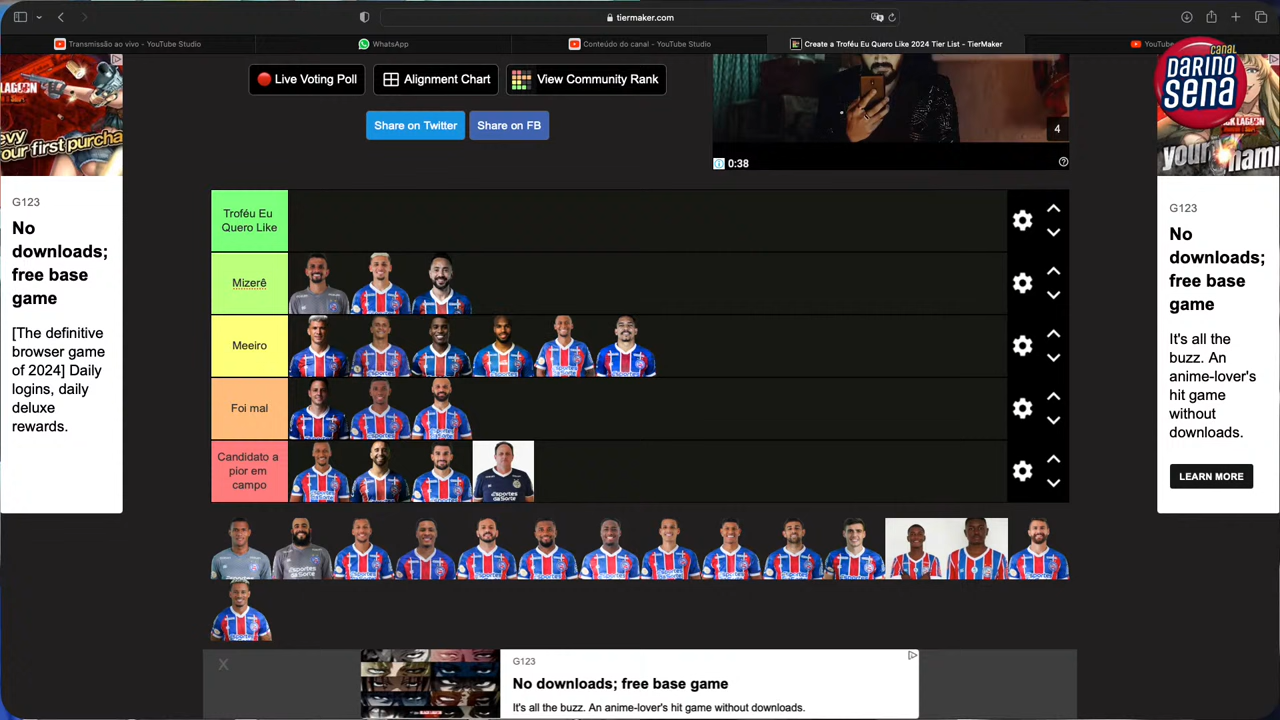 tiermaker.com
Transmissão ao vivo - YouTube Studio
WhatsApp
Conteúdo do canal - YouTube Studio
Create a Troféu Eu Quero Like 2024 Tier List - TierMaker
YouTube
canal
DARINO
SENA
Live Voting Poll
Alignment Chart
View Community Rank
Share on Twitter
Share on FB
4
0:38
evy
our first purcha
G123
No
downloads;
free base
game
[The definitive
browser game
of 2024] Daily
logins, daily
deluxe
rewards.
Troféu Eu
Quero Like
Mizerê
Meeiro
Foi mal
Candidato a
pior em
campo
G123
No
downloads;
free base
game
It's all the
buzz. An
anime-lover's
hit game
without
downloads.
LEARN MORE
X
G123
No downloads; free base game
It's all the buzz. An anime-lover's hit game without downloads.